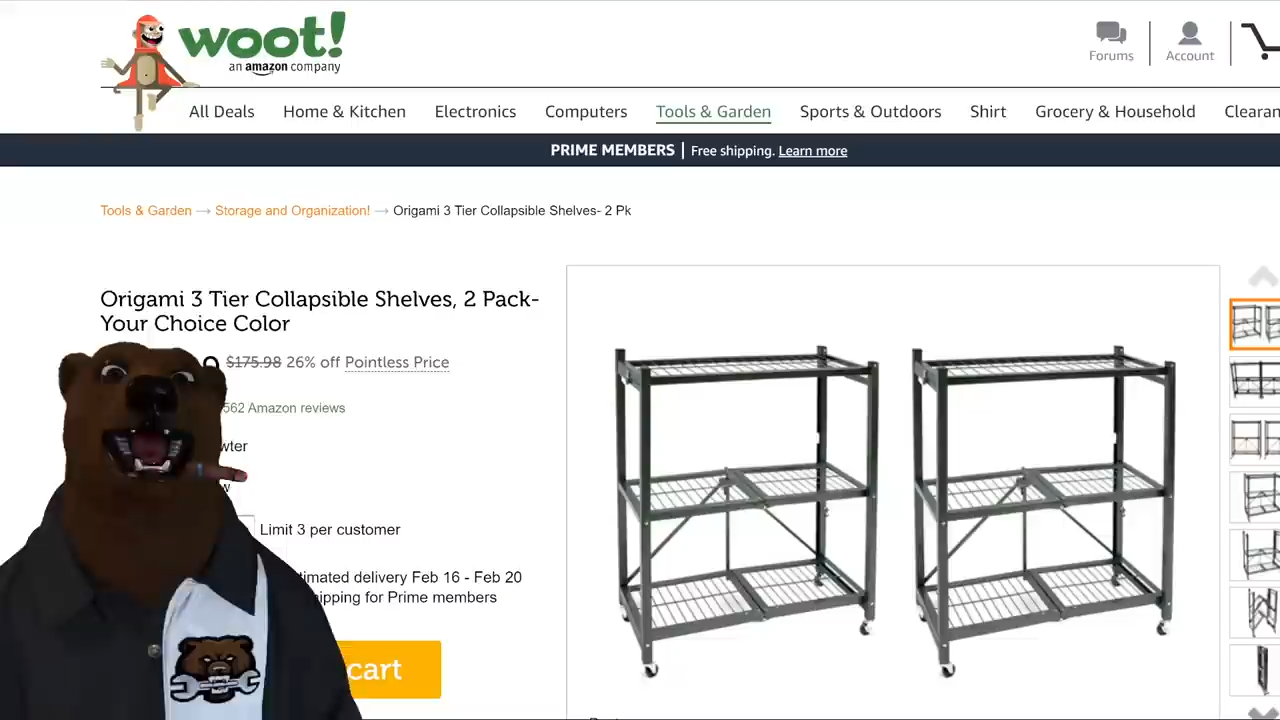 woot!
an amazon company
Forums
Account
All Deals
Home & Kitchen
Electronics
Computers
Tools & Garden
Sports & Outdoors
Shirt
Grocery & Household
PRIME MEMBERS | Free shipping. Learn more
Tools & Garden → Storage and Organization! → Origami 3 Tier Collapsible Shelves- 2 Pk
Origami 3 Tier Collapsible Shelves, 2 Pack-
Your Choice Color
$175.98 26% off Pointless Price
562 Amazon reviews
Limit 3 per customer
delivery Feb 16 - Feb 20
for Prime members
cart